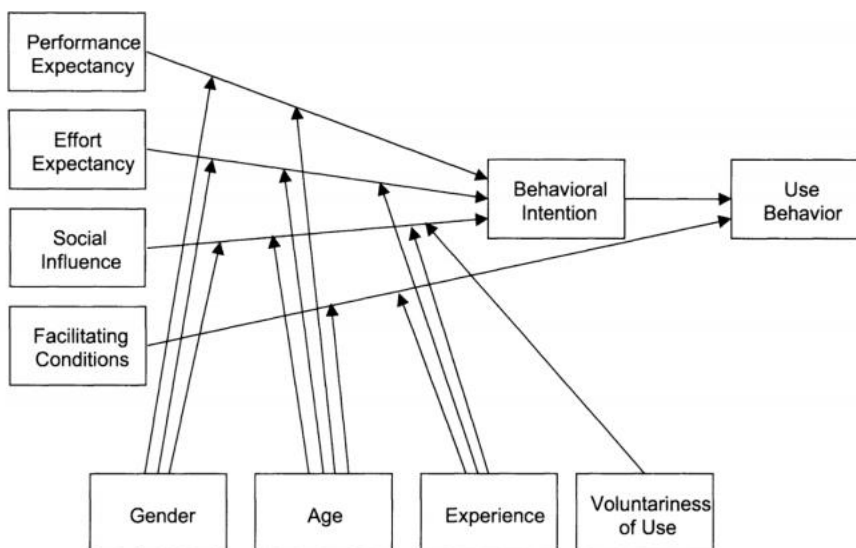 Performance
Expectancy
Effort
Expectancy
Social
Influence
Facilitating
Conditions
Behavioral
Intention
Use
Behavior
Gender
Age
Experience
Voluntariness
of Use